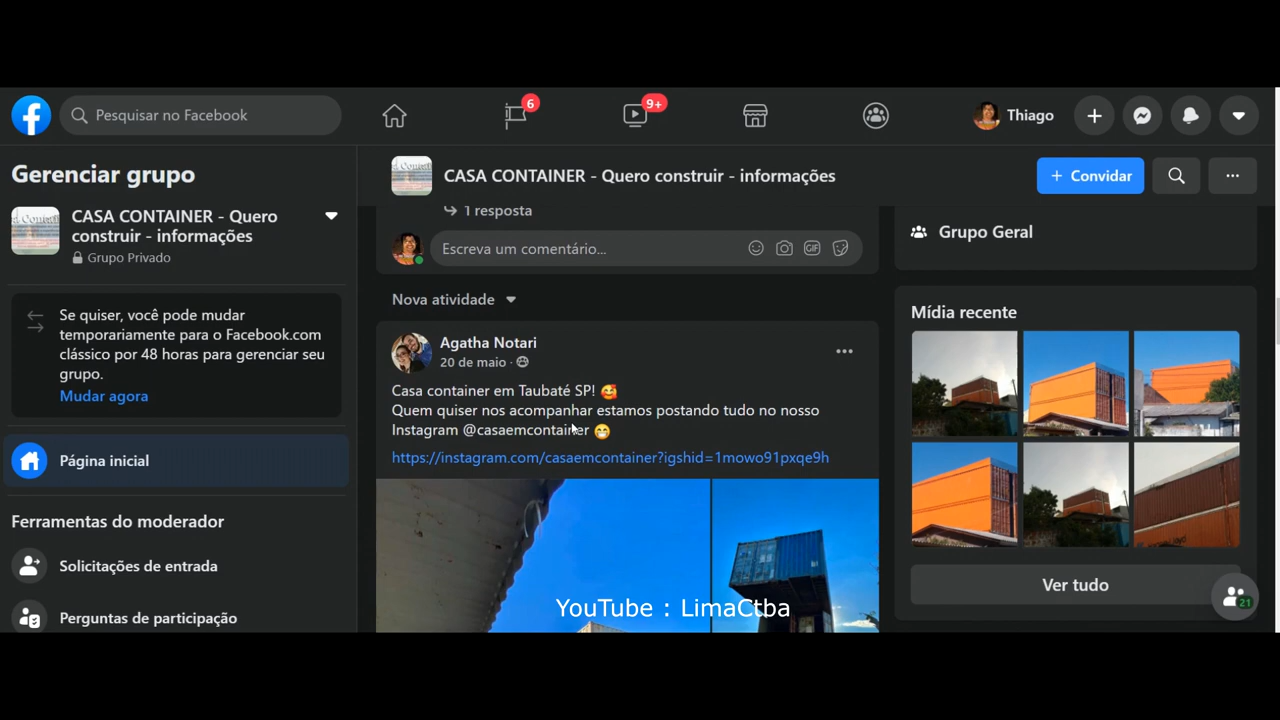 Pesquisar no Facebook
6
9+
Thiago
Gerenciar grupo
CASA CONTAINER - Quero
construir - informações
Grupo Privado
Se quiser, você pode mudar
temporariamente para o Facebook.com
clássico por 48 horas para gerenciar seu
grupo.
Mudar agora
Página inicial
Ferramentas do moderador
Solicitações de entrada
Perguntas de participação
CASA CONTAINER - Quero construir - informações
+ Convidar
1 resposta
Escreva um comentário...
GIF
Nova atividade
Agatha Notari
20 de maio ·
Casa container em Taubaté SP! 🥰
Quem quiser nos acompanhar estamos postando tudo no nosso
Instagram @casaemcontainer 😁
https://instagram.com/casaemcontainer?igshid=1mowo91pxqe9h
YouTube : LimaCtba
Grupo Geral
Mídia recente
Ver tudo
21